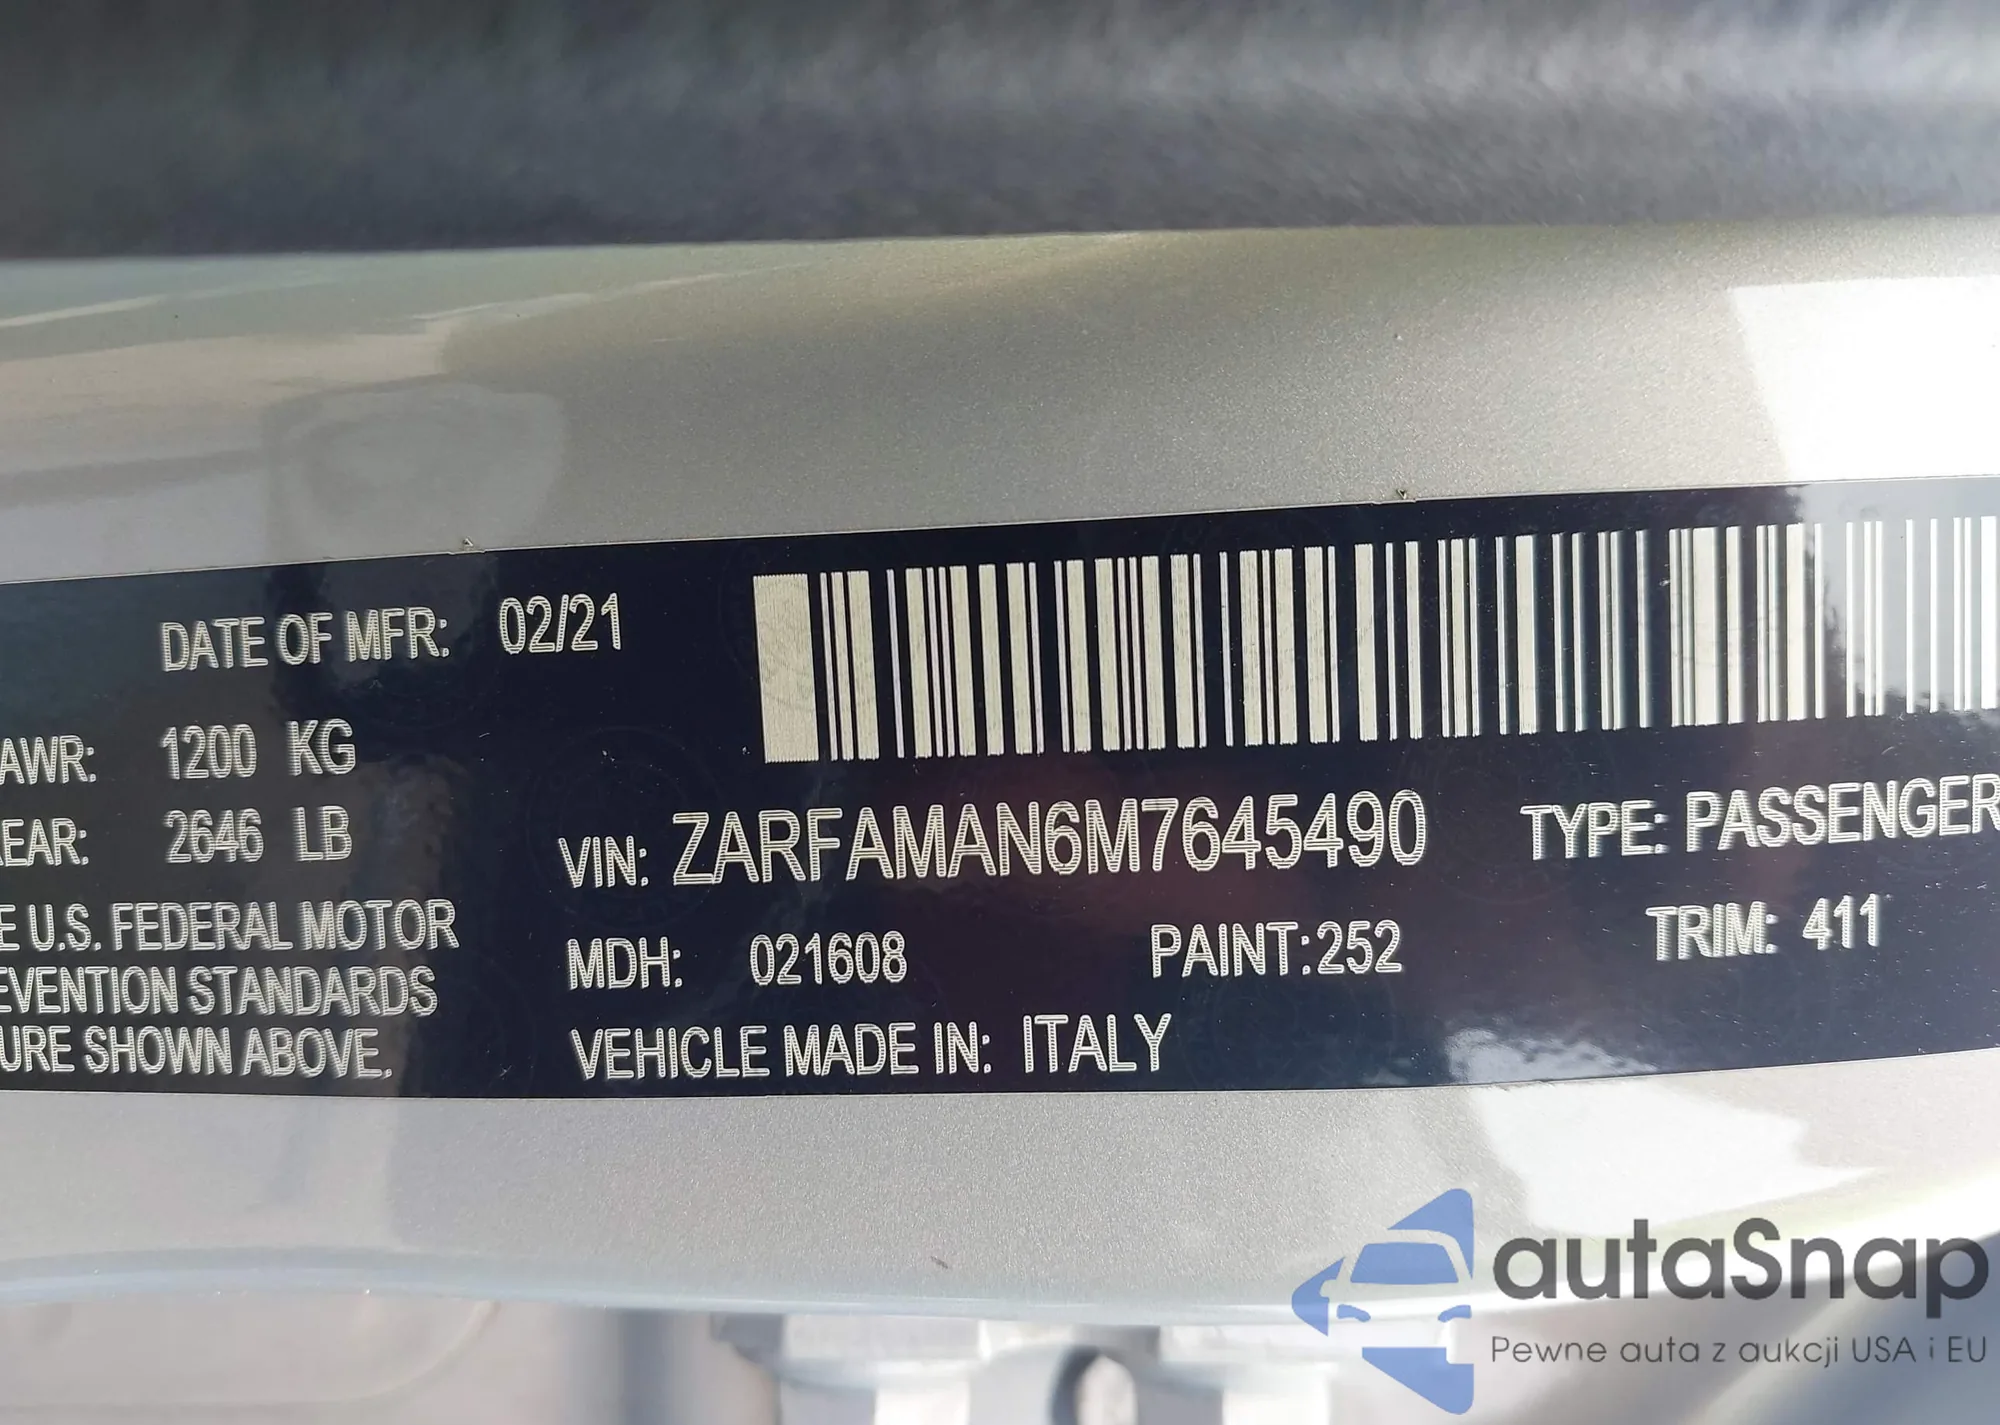 DATE OF MFR: 02/21
AWR: 1200 KG
EAR: 2646 LB
VIN: ZARFAMAN6M7645490 TYPE: PASSENGER
E U.S. FEDERAL MOTOR
EVENTION STANDARDS
URE SHOWN ABOVE.
MDH: 021608 PAINT:252 TRIM: 411
VEHICLE MADE IN: ITALY
autaSnap
Pewne auta z aukcji USA i EU